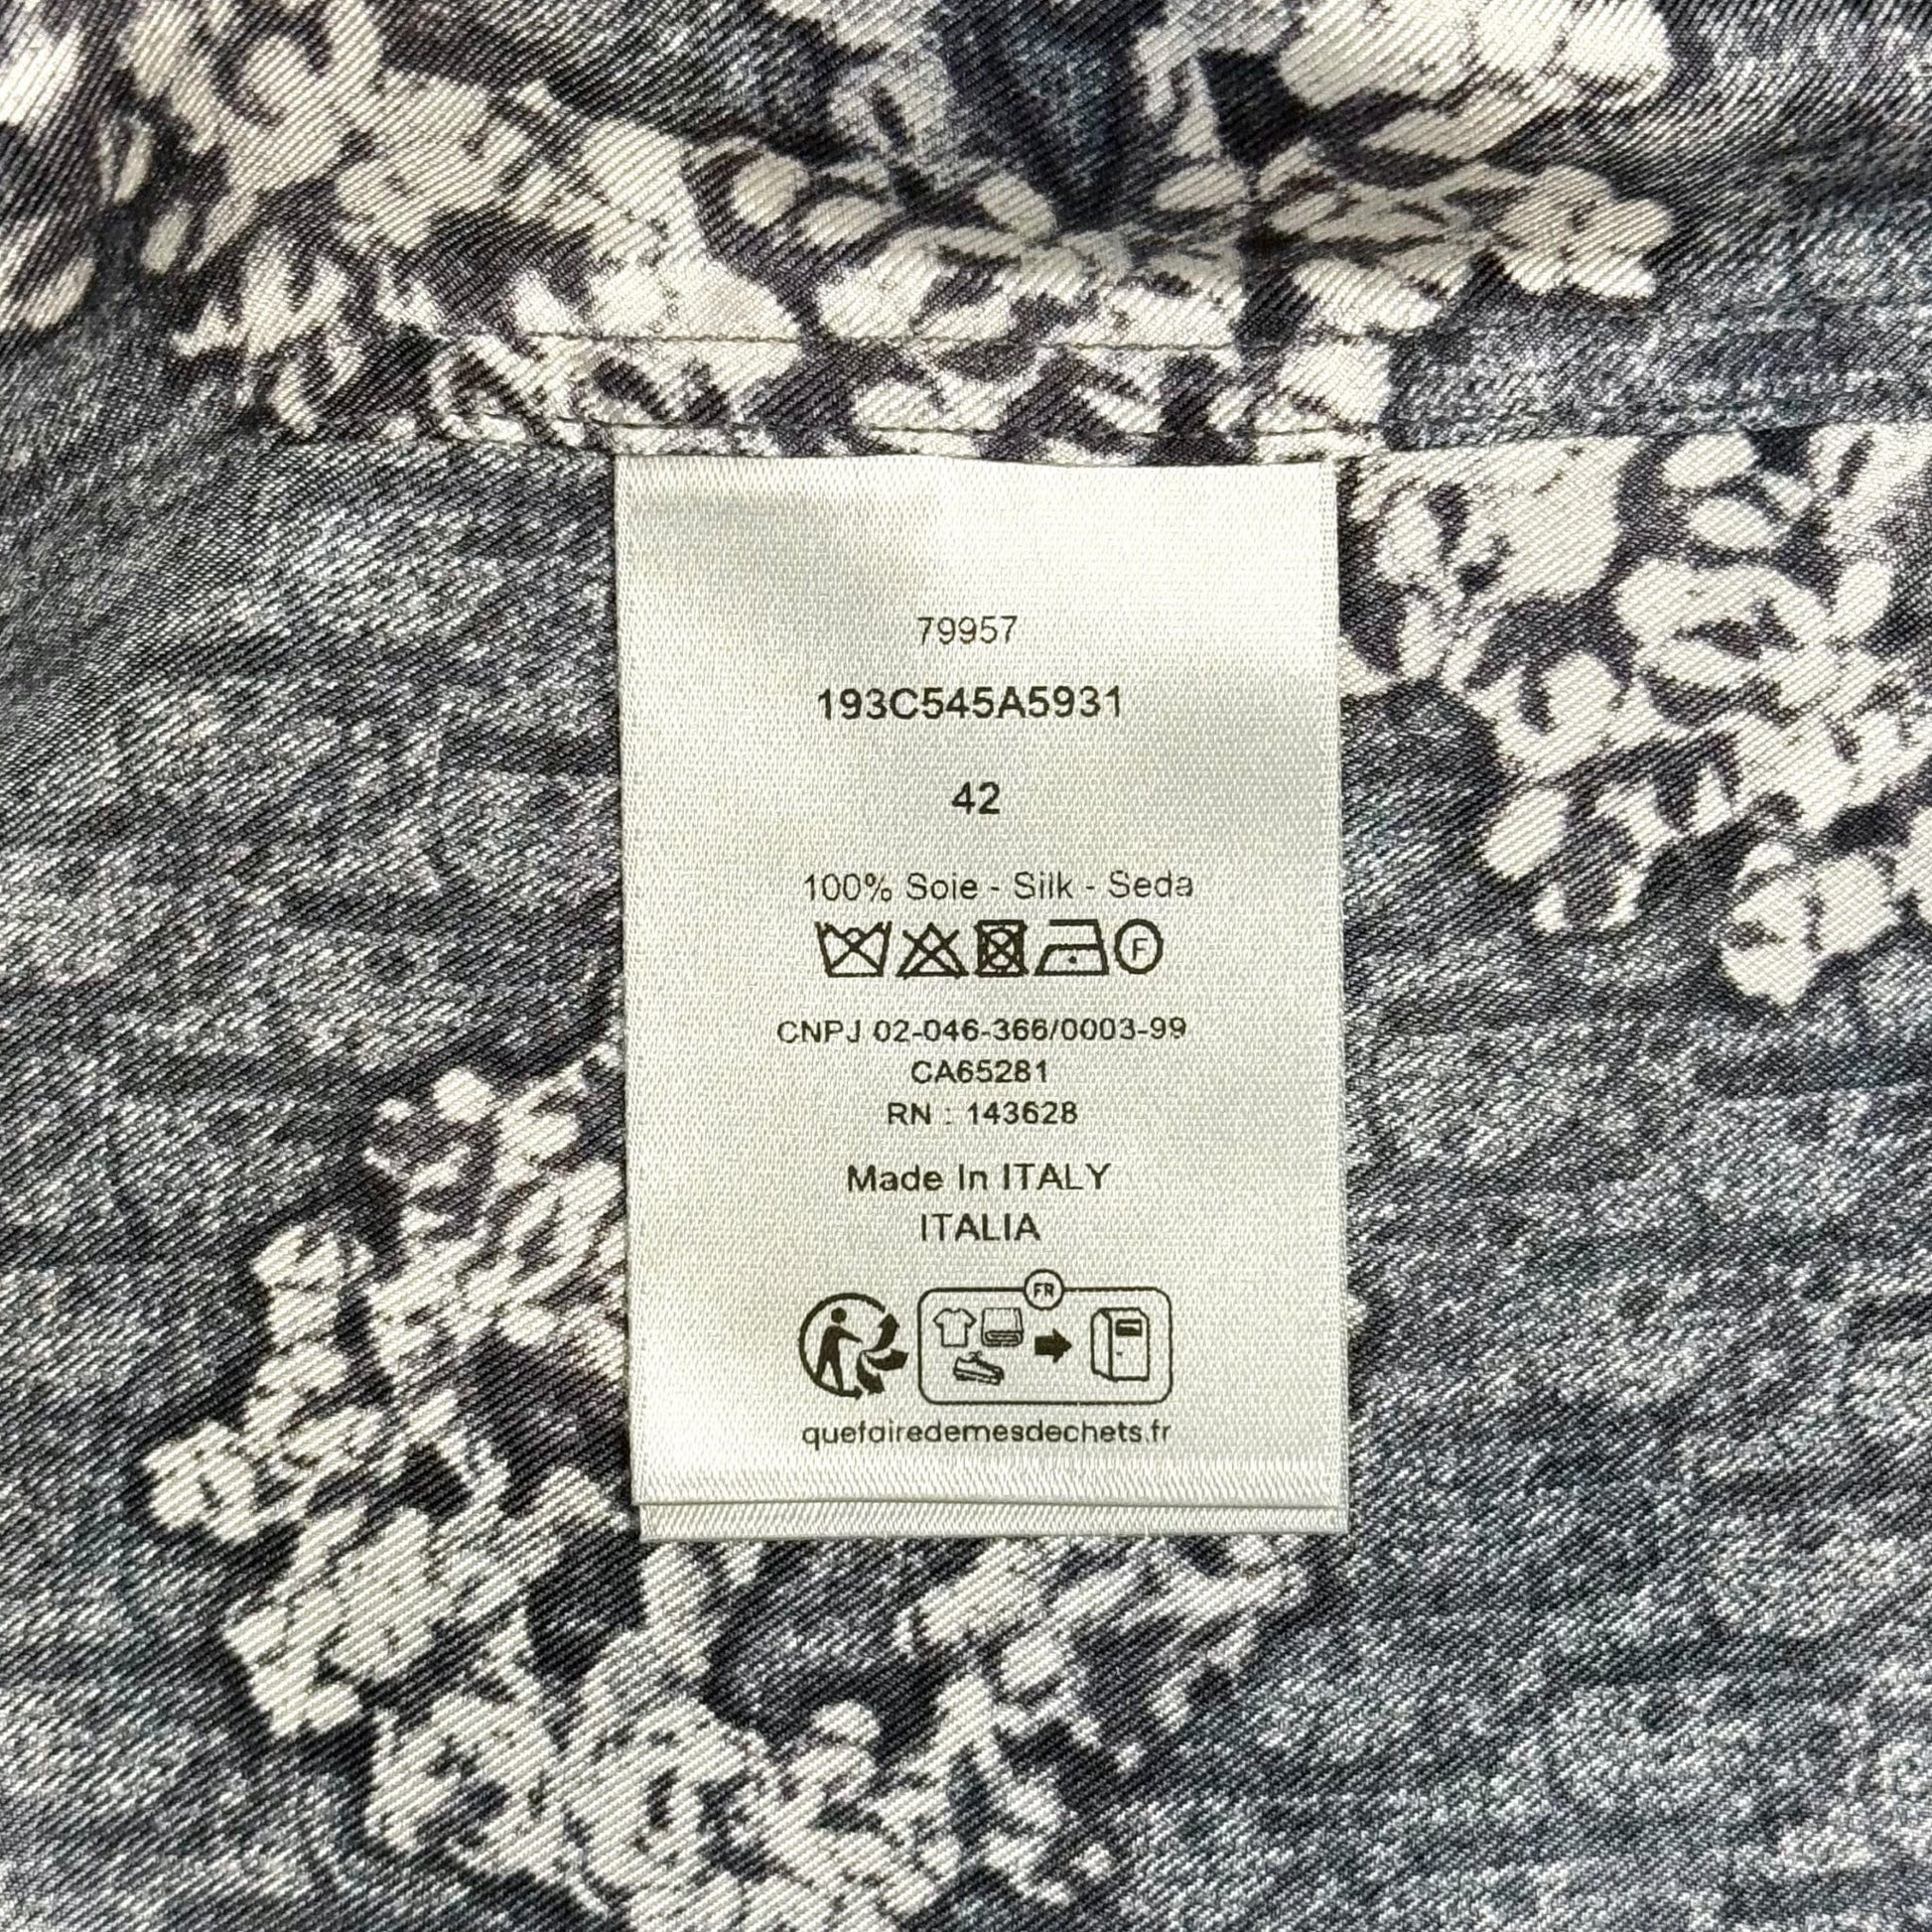 79957
193C545A5931
42
100% Soie - Silk - Seda
F
CNPJ 02-046-366/0003-99
CA65281
RN : 143628
Made In ITALY
ITALIA
FR
quefairedemesdechets.fr